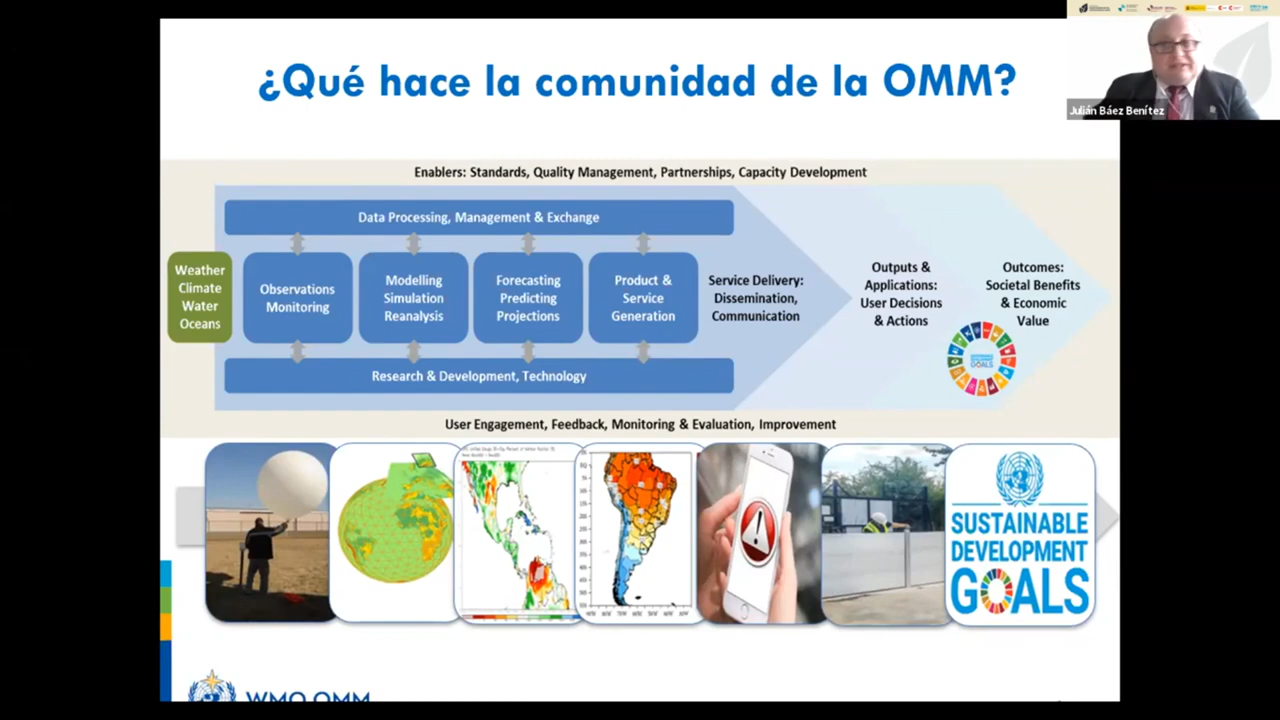 ¿Qué hace la comunidad de la OMM?
Julián Báez Benítez
Enablers: Standards, Quality Management, Partnerships, Capacity Development
Data Processing, Management & Exchange
Weather
Climate
Water
Oceans
Observations
Monitoring
Modelling
Simulation
Reanalysis
Forecasting
Predicting
Projections
Product &
Service
Generation
Service Delivery:
Dissemination,
Communication
Outputs &
Applications:
User Decisions
& Actions
Outcomes:
Societal Benefits
& Economic
Value
GOALS
Research & Development, Technology
User Engagement, Feedback, Monitoring & Evaluation, Improvement
SUSTAINABLE
DEVELOPMENT
GOALS
WMO OMM